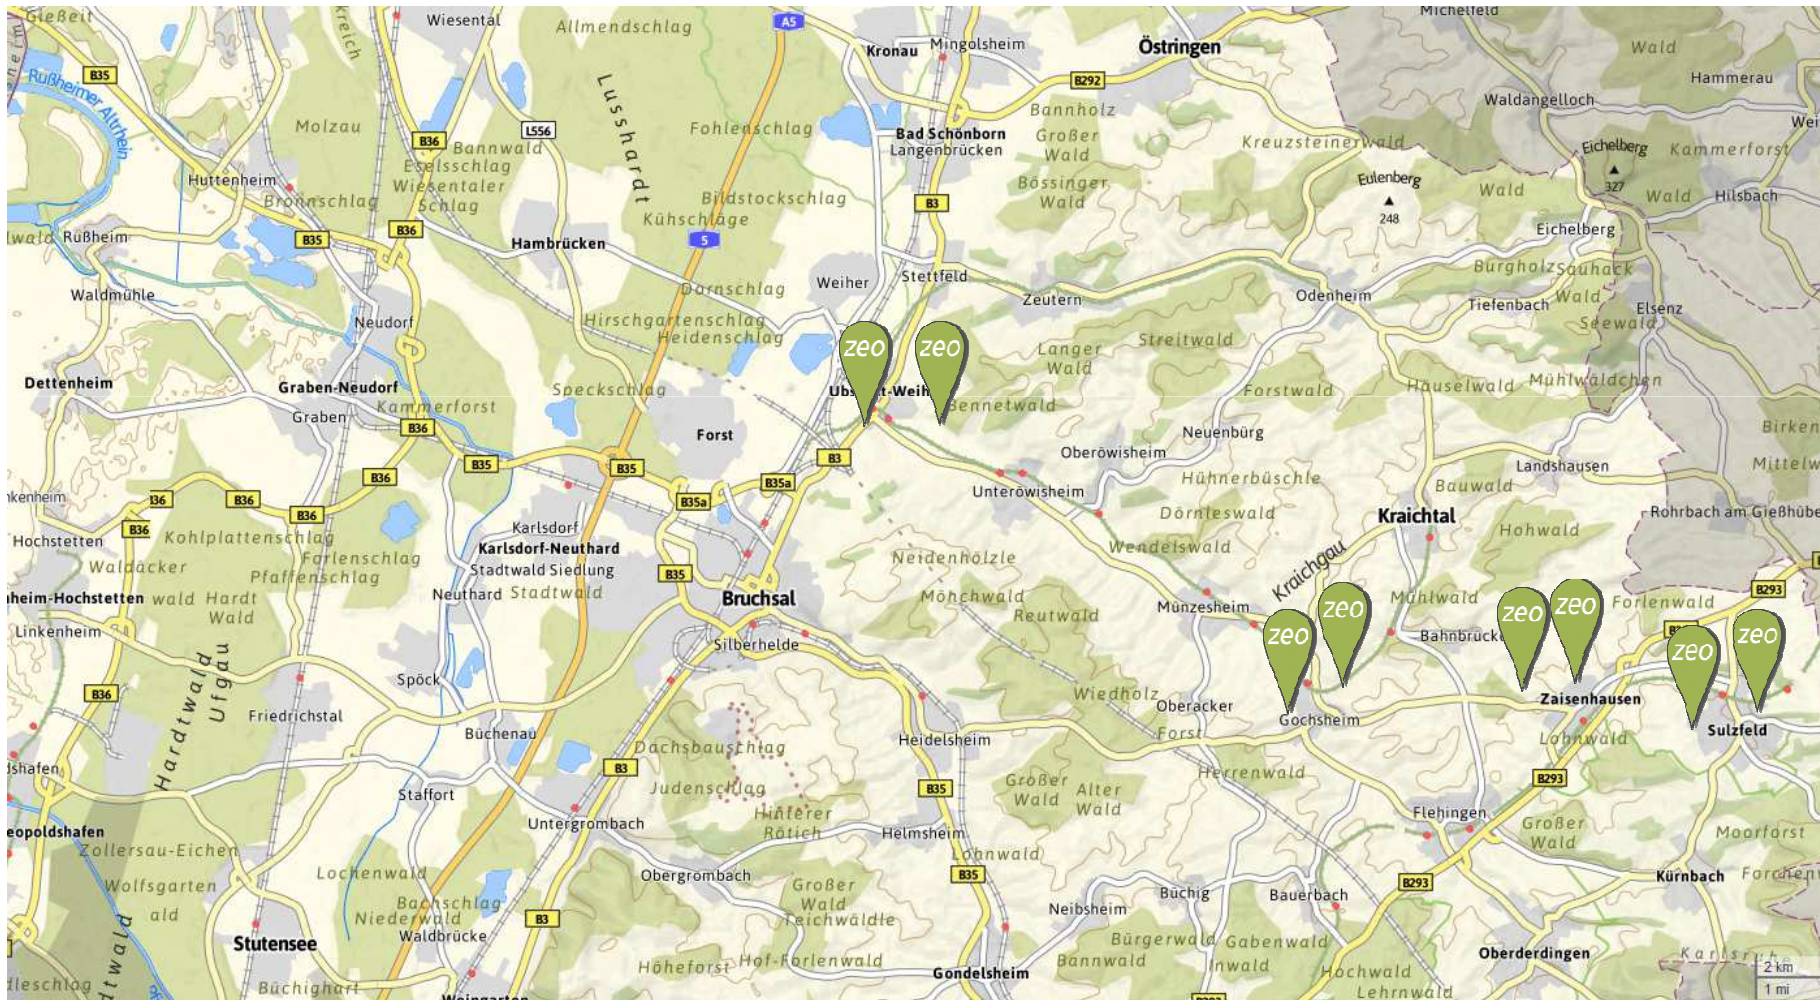 Gießeit
Wiesental
Allmendschlag
A5
Kronau
Mingolsheim
Östringen
Michelfeld
Wald
Hammerau
B35
Rußheimer Altrhein
Lusshardt
B292
Waldangelloch
Molzau
B36
L556
Bannwald
Eselsschlag
Wiesentaler
Schlag
Fohlenschlag
Bad Schönborn
Langenbrücken
Bannholz
Großer
Wald
Kreuzsteinerwald
Eichelberg
327
Kammerforst
Huttenheim
Bronnschlag
Bildstockschlag
Kühschläge
Bössinger
Wald
Eulenberg
248
Wald
Wald
Hilsbach
B3
Rußheim
B35
B36
Hambrücken
5
Eichelberg
Waldmühle
Weiher
Stettfeld
Zeutern
Odenheim
Burgholz
Sauhack
Wald
Tiefenbach
Dornschlag
Elsenz
Seewald
Neudorf
Hirschgartenschlag
Heidenschlag
zeo
zeo
Streitwald
Langer
Wald
Dettenheim
Graben-Neudorf
Speckschlag
Forstwald
Hauselwald
Mühlwäldchen
Graben
Kammerforst
Bennetwald
B36
Forst
Neuenbürg
Oberöwisheim
Birken
B3
B35
B35
B36
B35a
B35a
Unteröwisheim
Hühnerbüschle
Landshausen
Bauwald
B36
B36
B36
Dörnleswald
Kraichtal
Hohwald
Hochstetten
Kohlplattenschlag
Karlsdorf
Karlsdorf-Neuthard
Stadtwald Siedlung
Wendelswald
Waldäcker
Farlenschlag
Pfaffenschlag
Neidenhölzle
Kraichgau
B35
Neuthard
Stadtwald
Bruchsal
Mönchwald
Reutwald
Münzesheim
zeo
zeo
Mühlwald
zeo
zeo
Forlenwald
B293
Hardt
Wald
wald
Linkenheim
Silberhelde
zeo
zeo
Hardtwald
Ufgau
Spöck
B36
Wiedholz
Oberacker
Forst
Gochsheim
Zaisenhausen
Friedrichstal
Büchenau
Heidelsheim
Lohnwald
Sulzfeld
Dachsbauschlag
B3
Judenschlag
Hinterer
Rötich
B35
Großer
Wald
Alter
Wald
Herrenwald
B293
Staffort
Untergrombach
Helmsheim
Flehingen
Großer
Wald
Moorforst
Zollersau-Eichen
Lohnwald
Lochenwald
Obergrombach
B35
Büchig
Bauerbach
B293
Kürnbach
Wolfsgarten
Bachschlag
Niederwald
Waldbrücke
B3
Großer
Wald
Teichwäldle
Neibsheim
Stutensee
Bürgerwald
Bannwald
Gabenwald
Inwald
Oberderdingen
Karlsruhe
Höheforst
Hof-Forlenwald
Gondelsheim
Hochwald
Lehrnwald
2 km
1 mi
Büchighart
Weingarten